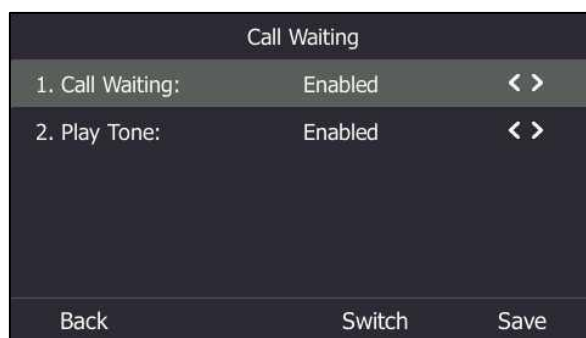 Call Waiting
1. Call Waiting: Enabled < >
2. Play Tone: Enabled < >
Back Switch Save